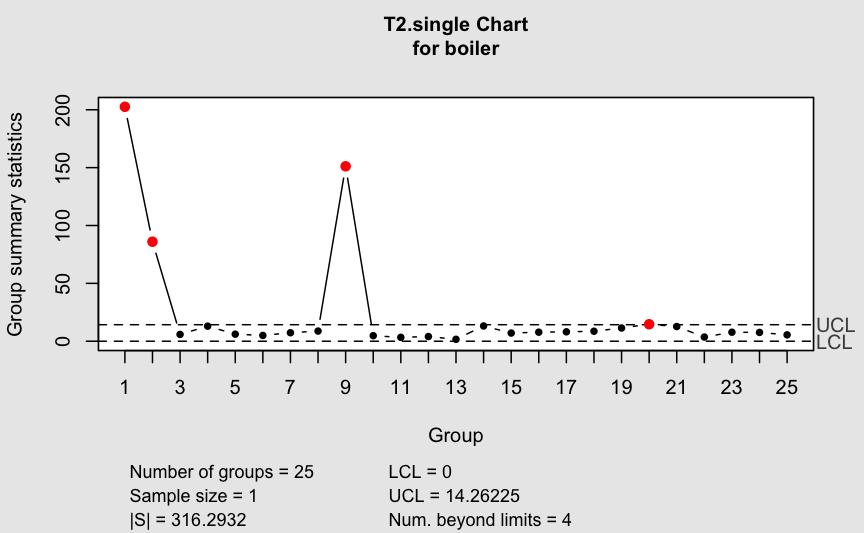 T2.single Chart
for boiler
Group summary statistics
200
150
100
50
0
UCL
LCL
1 3 5 7 9 11 13 15 17 19 21 23 25
Group
Number of groups = 25
Sample size = 1
|S| = 316.2932
LCL = 0
UCL = 14.26225
Num. beyond limits = 4